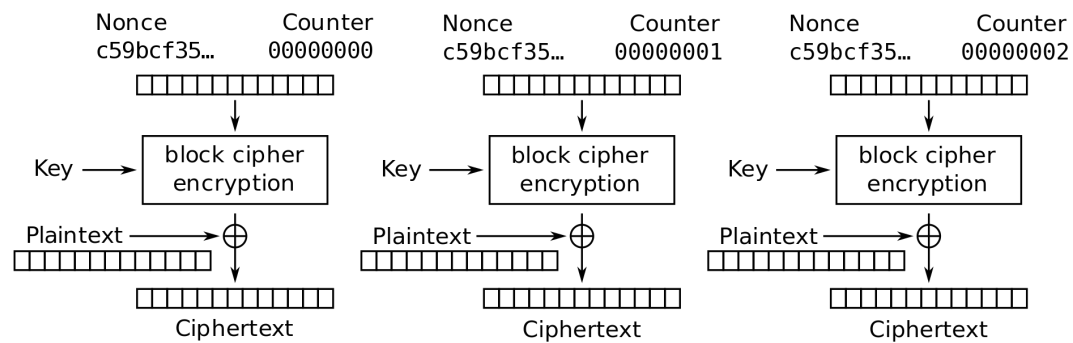 Nonce Counter Nonce Counter Nonce Counter
c59bcf35… 00000000 c59bcf35… 00000001 c59bcf35… 00000002
block cipher block cipher block cipher
Key Key Key
encryption encryption encryption
Plaintext Plaintext Plaintext
Ciphertext Ciphertext Ciphertext